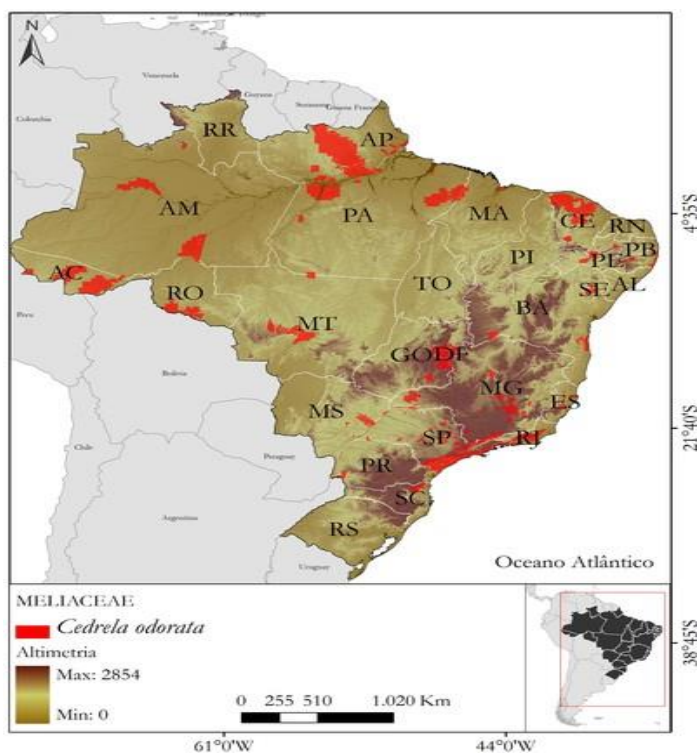 N
Venezuela
Guyana
Suriname
Guiana Francesa
Colombia
RR
AP
AM
PA
MA
CE
RN
PB
PE
PI
AC
TO
SE
AL
RO
BA
MT
Peru
GO
DF
Bolivia
MG
ES
MS
SP
RJ
Paraguay
PR
Chile
SC
Argentina
RS
Uruguay
Oceano Atlântico
4°35'S
21°40'S
38°45'S
MELIACEAE
Cedrela odorata
Altimetria
Max: 2854
Min: 0
0 255 510 1.020 Km
61°0'W
44°0'W